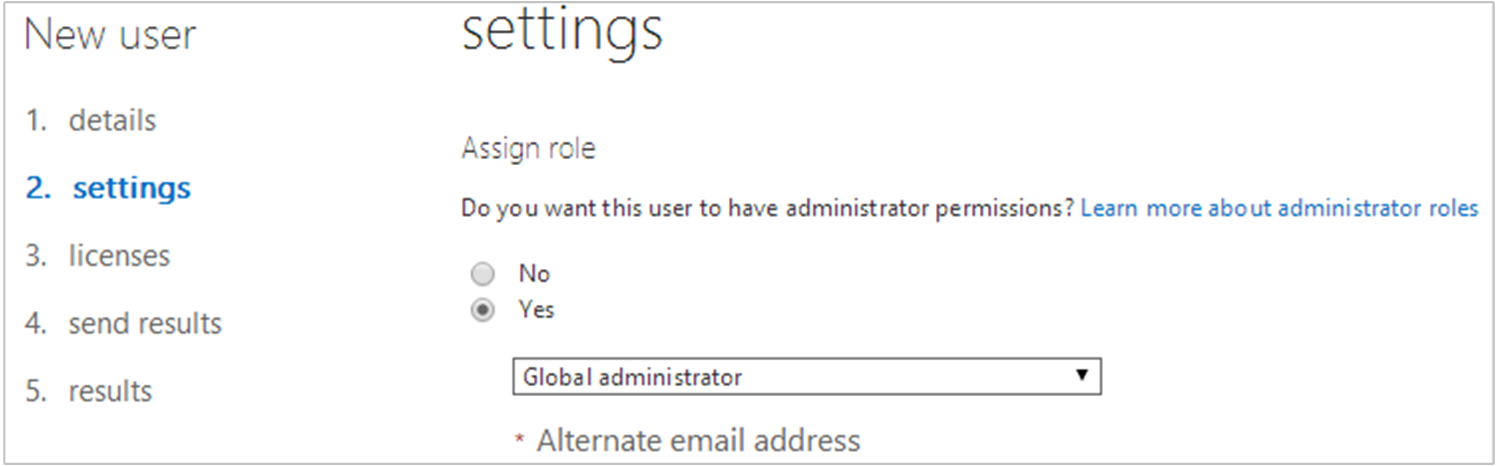 New user
1. details
2. settings
3. licenses
4. send results
5. results
settings
Assign role
Do you want this user to have administrator permissions? Learn more about administrator roles
No
Yes
Global administrator
* Alternate email address